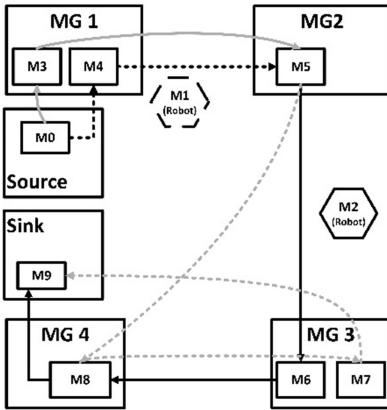 MG 1
MG2
M3
M4
M5
M1
(Robot)
M0
Source
M2
(Robot)
Sink
M9
MG 4
MG 3
M8
M6
M7